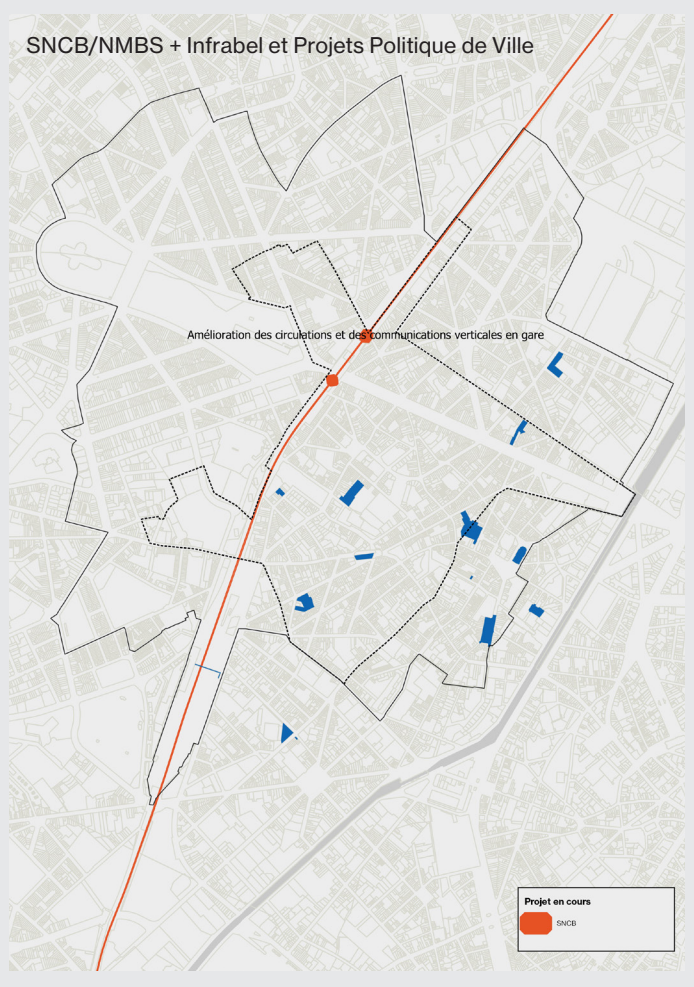 SNCB/NMBS + Infrabel et Projets Politique de Ville
Amélioration des circulations et des communications verticales en gare
Projet en cours
SNCB